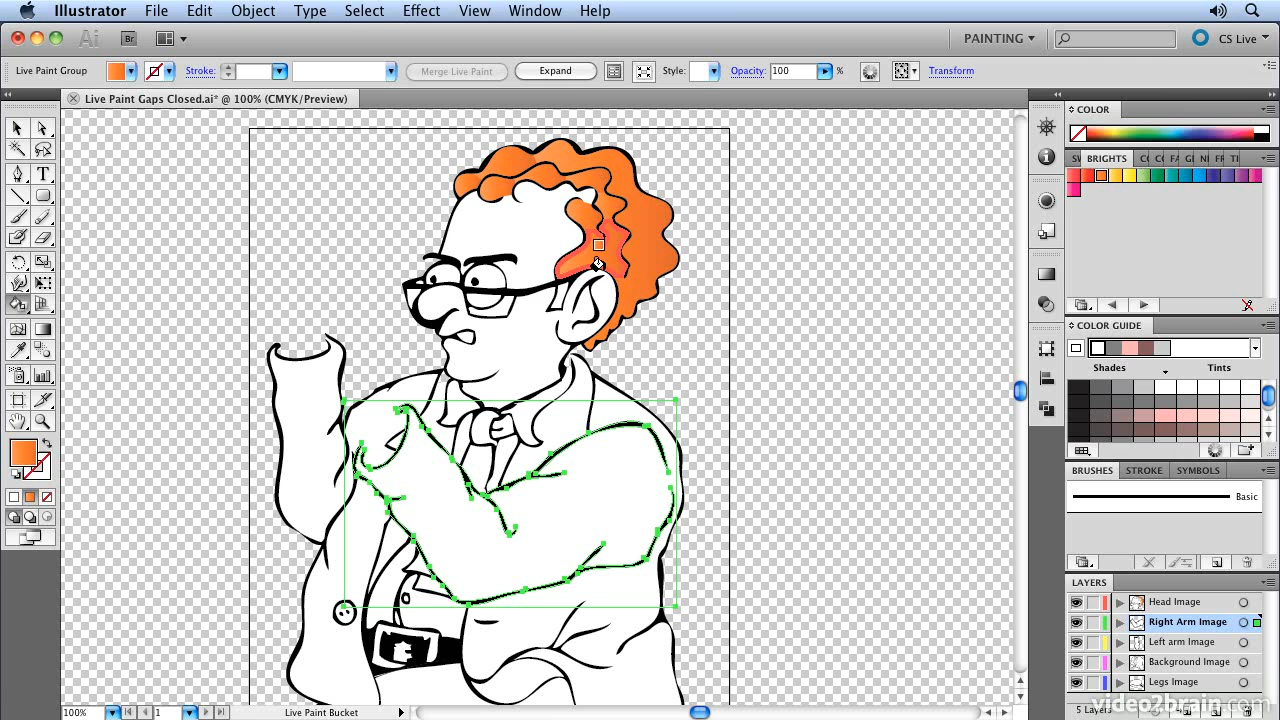 Illustrator File Edit Object Type Select Effect View Window Help
Ai Br PAINTING CS Live
Live Paint Group Stroke: Merge Live Paint Expand Style: Opacity: 100 % Transform
Live Paint Gaps Closed.ai* @ 100% (CMYK/Preview)
COLOR
BRIGHTS
COLOR GUIDE
Shades Tints
BRUSHES STROKE SYMBOLS
Basic
LAYERS
Head Image
Right Arm Image
Left arm Image
Background Image
Legs Image
5 Layers
100% 1 Live Paint Bucket
video2brain.com